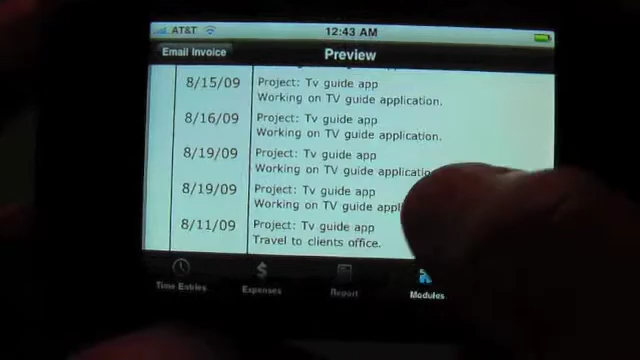 AT&T 12:43 AM
Email Invoice Preview
8/15/09 Project: Tv guide app
Working on TV guide application.
8/16/09 Project: Tv guide app
Working on TV guide application.
8/19/09 Project: Tv guide app
Working on TV guide
8/19/09 Project: Tv guide app
Working on TV guide
8/11/09 Project: Tv guide app
Travel to clients office.
Time Entries Expenses Report Modules